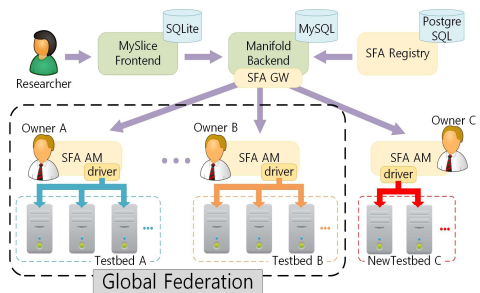 SQLite
MySQL
Postgre
SQL
MySlice
Frontend
Manifold
Backend
SFA Registry
SFA GW
Researcher
Owner A
Owner B
Owner C
SFA AM
driver
SFA AM
driver
SFA AM
driver
...
...
...
Testbed A
Testbed B
NewTestbed C
Global Federation